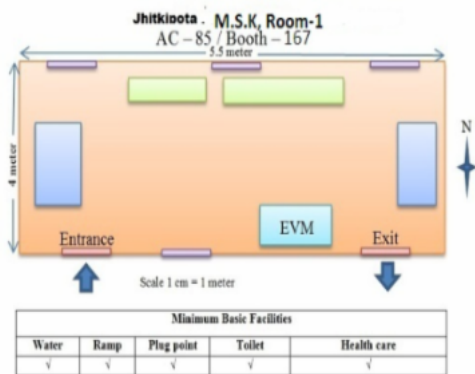 Jhitkipota . M.S.K, Room-1
AC – 85 / Booth – 167
5.5 meter
4 meter
N
EVM
Entrance
Exit
Scale 1 cm = 1 meter
Minimum Basic Facilities
Water Ramp Plug point Toilet Health care
√ √ √ √ √